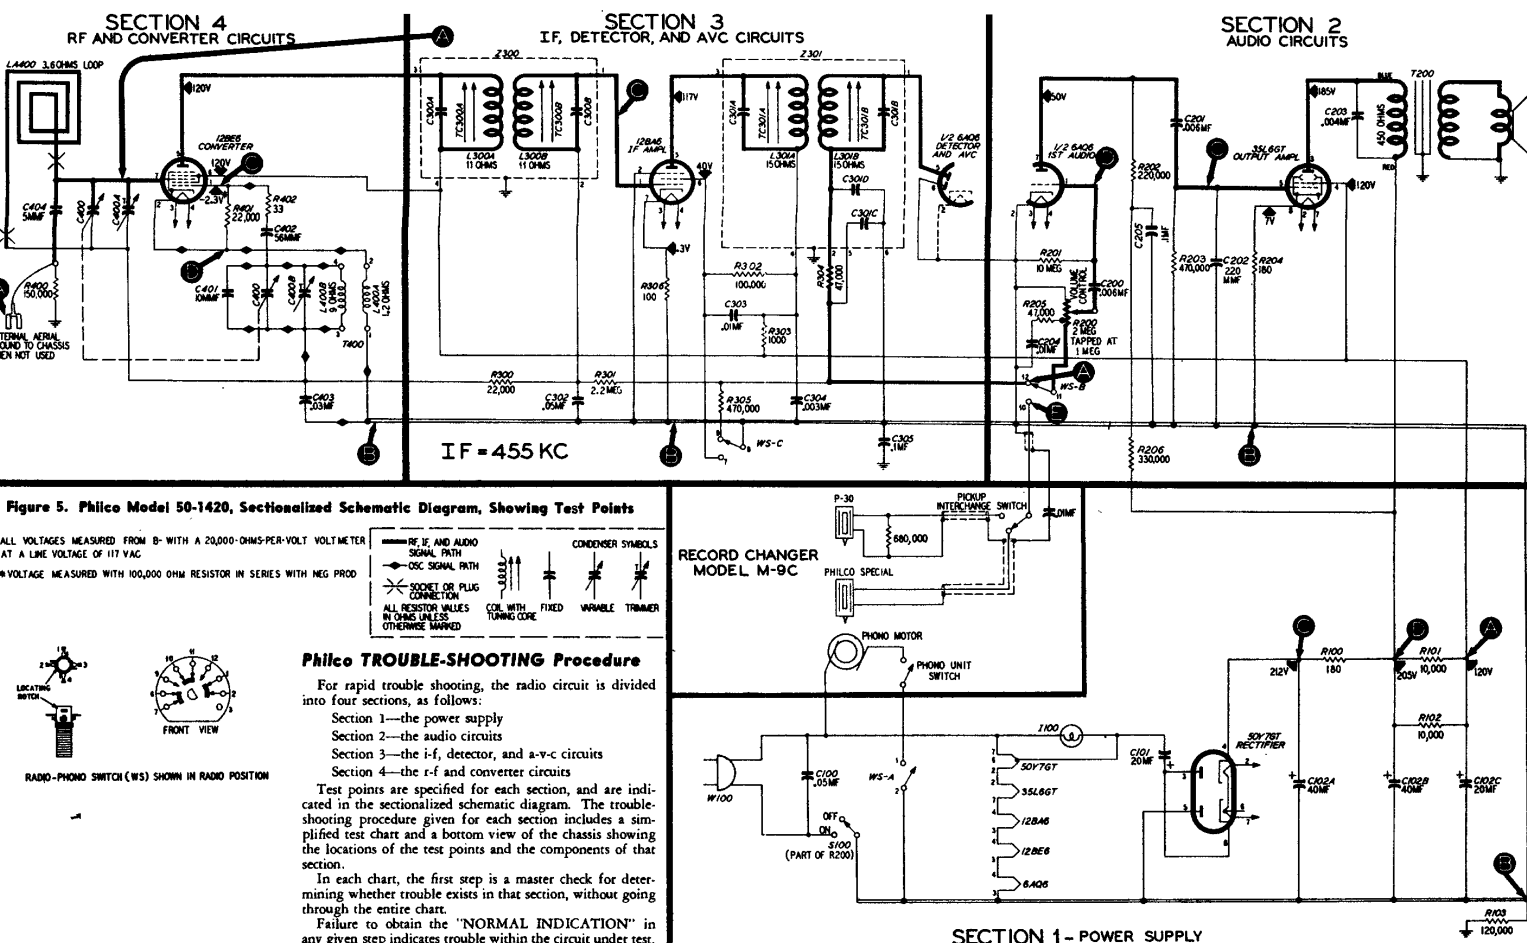 SECTION 4
RF AND CONVERTER CIRCUITS
SECTION 3
IF, DETECTOR, AND AVC CIRCUITS
SECTION 2
AUDIO CIRCUITS
LA400 3.6OHMS LOOP
120V
12BE6
CONVERTER
120V
-2.3V
C404
5MMF
C400
C400A
R401
22,000
R402
33
C402
56MMF
R400
150,000
C401
10MMF
C400
C400B
L400B
9 OHMS
L400A
1.2 OHMS
T400
C403
.03MF
TERNAL AERIAL
OUND TO CHASSIS
EN NOT USED
A
C
D
B
Z300
C300A
TC300A
TC300B
C300B
L300A
11 OHMS
L300B
11 OHMS
C
117V
12BA6
IF AMPL
40V
.3V
R306
100
Z301
C301A
TC301A
TC301B
C301B
L301A
15OHMS
L301B
15OHMS
C301D
C301C
1/2 6AQ6
DETECTOR
AND AVC
R302
100,000
C303
.01MF
R303
1000
R304
47,000
R300
22,000
R301
2.2 MEG
C302
.05MF
R305
470,000
C304
.003MF
C305
.1MF
WS-C
IF = 455 KC
B
50V
1/2 6AQ6
1ST AUDIO
D
R201
10 MEG
R205
47,000
C204
.01MF
VOLUME
CONTROL
C200
.006MF
R200
2 MEG
TAPPED AT
1 MEG
A
WS-B
E
C201
.006MF
R202
220,000
C205
.1MF
R203
470,000
C202
220
MMF
R204
180
R206
330,000
C
35L6GT
OUTPUT AMPL
185V
120V
7V
C203
.004MF
BLUE
T200
450 OHMS
RED
B
Figure 5. Philco Model 50-1420, Sectionalized Schematic Diagram, Showing Test Points
ALL VOLTAGES MEASURED FROM B- WITH A 20,000-OHMS-PER-VOLT VOLTMETER
AT A LINE VOLTAGE OF 117 VAC
* VOLTAGE MEASURED WITH 100,000 OHM RESISTOR IN SERIES WITH NEG PROD
RF, IF, AND AUDIO
SIGNAL PATH
OSC SIGNAL PATH
SOCKET OR PLUG
CONNECTION
ALL RESISTOR VALUES
IN OHMS UNLESS
OTHERWISE MARKED
CONDENSER SYMBOLS
COIL WITH
TUNING CORE
FIXED
VARIABLE
TRIMMER
LOCATING
NOTCH
FRONT VIEW
RADIO-PHONO SWITCH (WS) SHOWN IN RADIO POSITION
Philco TROUBLE-SHOOTING Procedure
For rapid trouble shooting, the radio circuit is divided
into four sections, as follows:
Section 1—the power supply
Section 2—the audio circuits
Section 3—the i-f, detector, and a-v-c circuits
Section 4—the r-f and converter circuits
Test points are specified for each section, and are indi-
cated in the sectionalized schematic diagram. The trouble-
shooting procedure given for each section includes a sim-
plified test chart and a bottom view of the chassis showing
the locations of the test points and the components of that
section.
In each chart, the first step is a master check for deter-
mining whether trouble exists in that section, without going
through the entire chart.
Failure to obtain the "NORMAL INDICATION" in
any given step indicates trouble within the circuit under test.
RECORD CHANGER
MODEL M-9C
P-30
680,000
PICKUP
INTERCHANGE SWITCH
.01MF
PHILCO SPECIAL
PHONO MOTOR
PHONO UNIT
SWITCH
W100
C100
.05MF
WS-A
OFF
ON
S100
(PART OF R200)
I100
50Y7GT
35L6GT
12BA6
12BE6
6AQ6
C101
20MF
50Y7GT
RECTIFIER
C
212V
R100
180
D
205V
R101
10,000
A
120V
R102
10,000
C102A
40MF
C102B
40MF
C102C
20MF
B
R103
120,000
SECTION 1- POWER SUPPLY